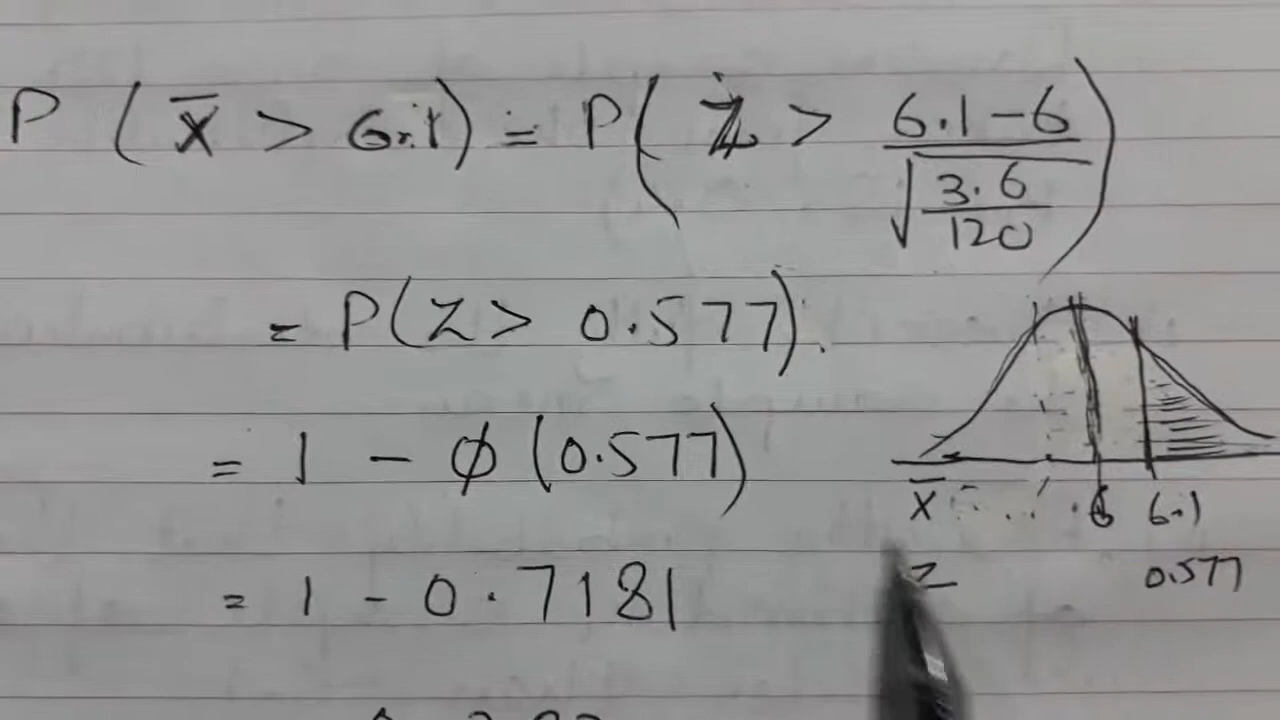 P ( X̄ > 6.1 ) = P ( Z > (6.1 - 6) / √(3.6/120) )
= P(Z > 0.577).
= 1 - ϕ(0.577)
= 1 - 0.7181
X̄ 6 6.1
Z 0.577